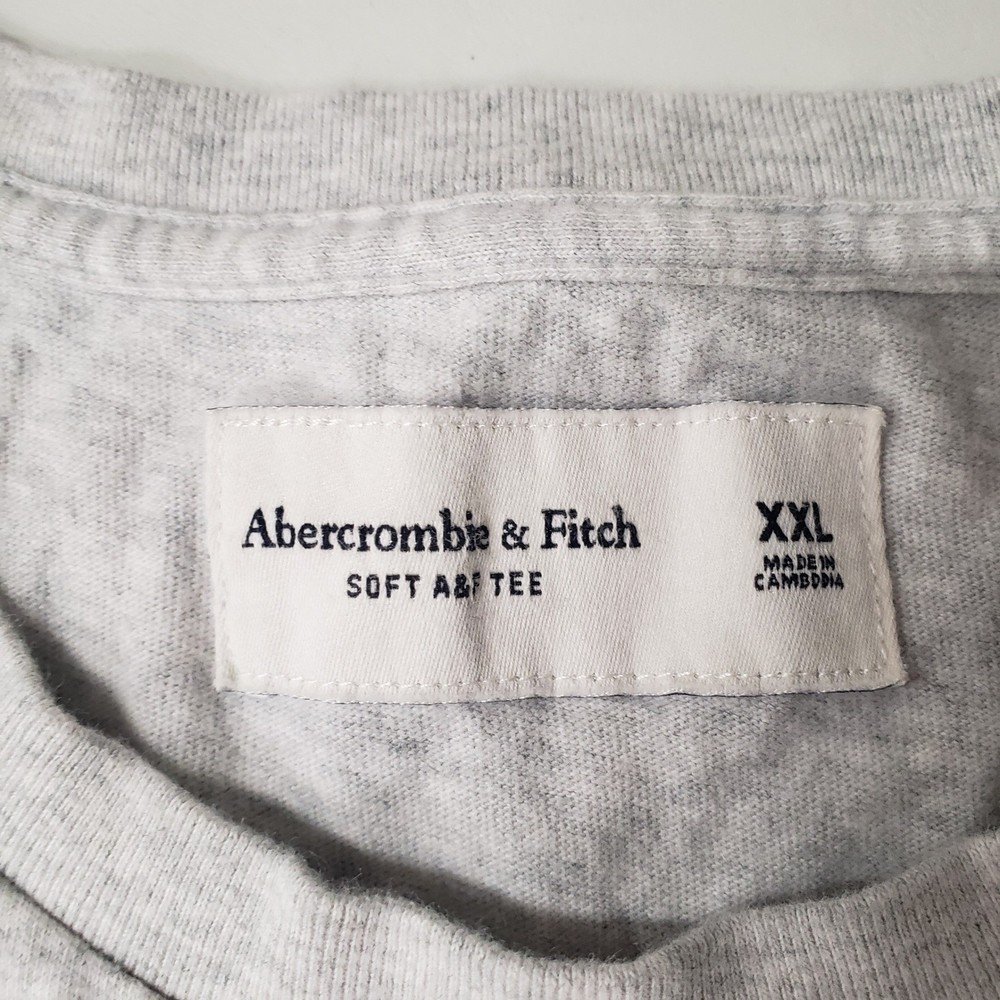 Abercrombie & Fitch
SOFT A&F TEE
XXL
MADE IN
CAMBODIA